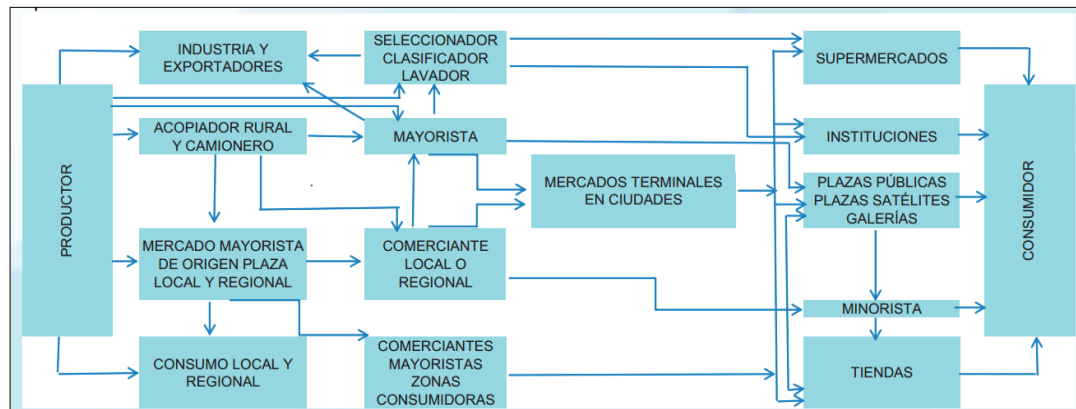 PRODUCTOR
INDUSTRIA Y
EXPORTADORES
SELECCIONADOR
CLASIFICADOR
LAVADOR
SUPERMERCADOS
ACOPIADOR RURAL
Y CAMIONERO
MAYORISTA
INSTITUCIONES
MERCADOS TERMINALES
EN CIUDADES
PLAZAS PÚBLICAS
PLAZAS SATÉLITES
GALERÍAS
CONSUMIDOR
MERCADO MAYORISTA
DE ORIGEN PLAZA
LOCAL Y REGIONAL
COMERCIANTE
LOCAL O
REGIONAL
MINORISTA
CONSUMO LOCAL Y
REGIONAL
COMERCIANTES
MAYORISTAS
ZONAS
CONSUMIDORAS
TIENDAS